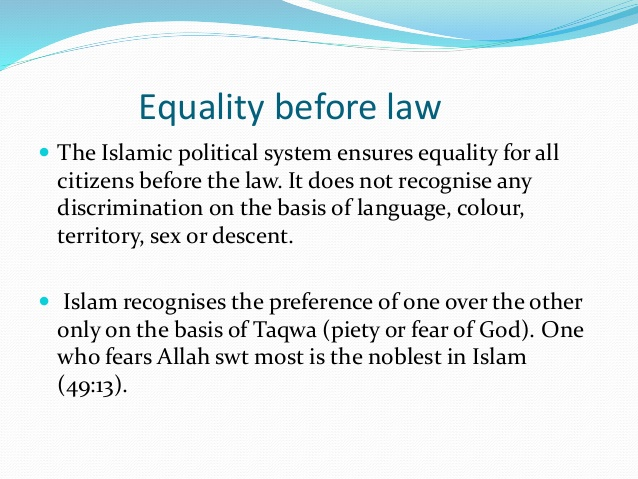 Equality before law
• The Islamic political system ensures equality for all
citizens before the law. It does not recognise any
discrimination on the basis of language, colour,
territory, sex or descent.
• Islam recognises the preference of one over the other
only on the basis of Taqwa (piety or fear of God). One
who fears Allah swt most is the noblest in Islam
(49:13).